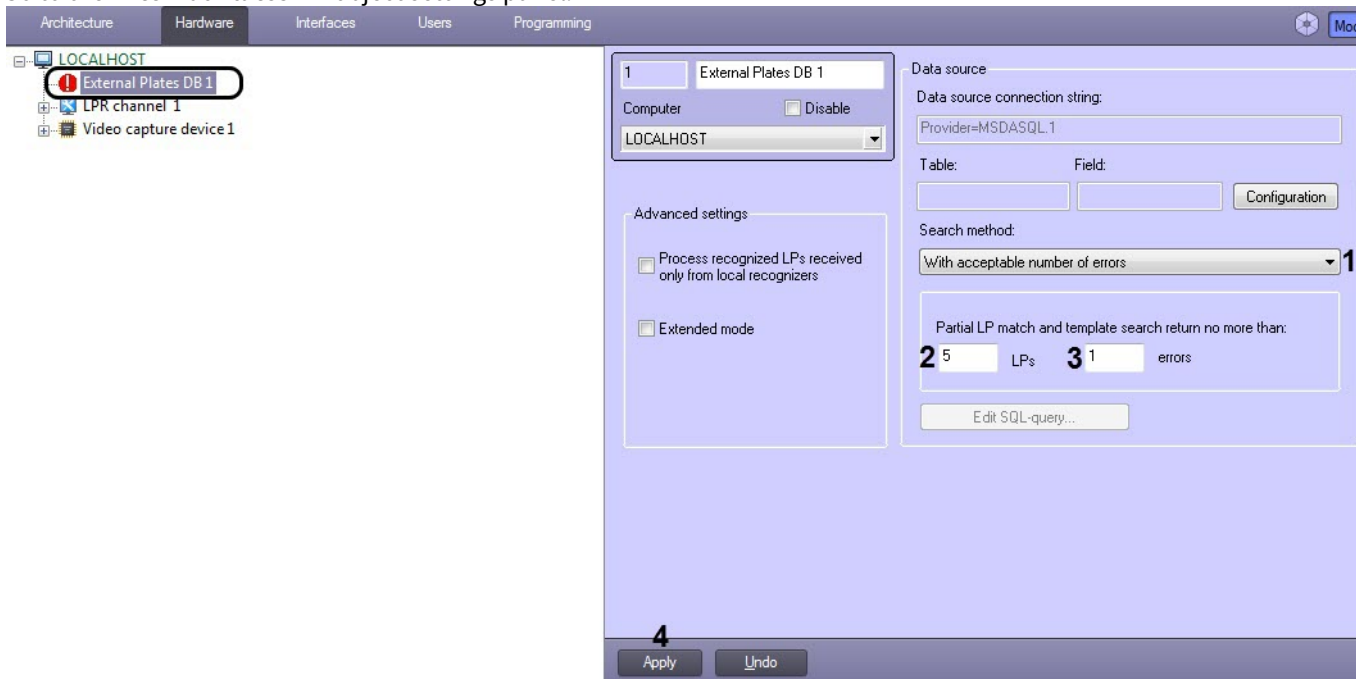 Architecture Hardware Interfaces Users Programming
LOCALHOST
External Plates DB 1
LPR channel 1
Video capture device 1
1 External Plates DB 1
Computer Disable
LOCALHOST
Advanced settings
Process recognized LPs received
only from local recognizers
Extended mode
Data source
Data source connection string:
Provider=MSDASQL.1
Table: Field:
Configuration
Search method:
With acceptable number of errors 1
Partial LP match and template search return no more than:
2 5 LPs 3 1 errors
Edit SQL-query...
4
Apply Undo